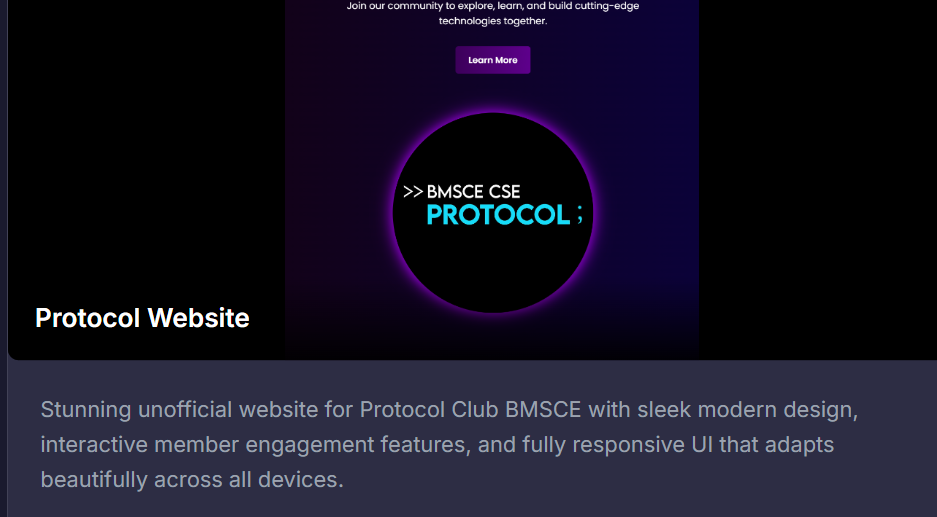 Join our community to explore, learn, and build cutting-edge
technologies together.
Learn More
>> BMSCE CSE
PROTOCOL ;
Protocol Website
Stunning unofficial website for Protocol Club BMSCE with sleek modern design,
interactive member engagement features, and fully responsive UI that adapts
beautifully across all devices.